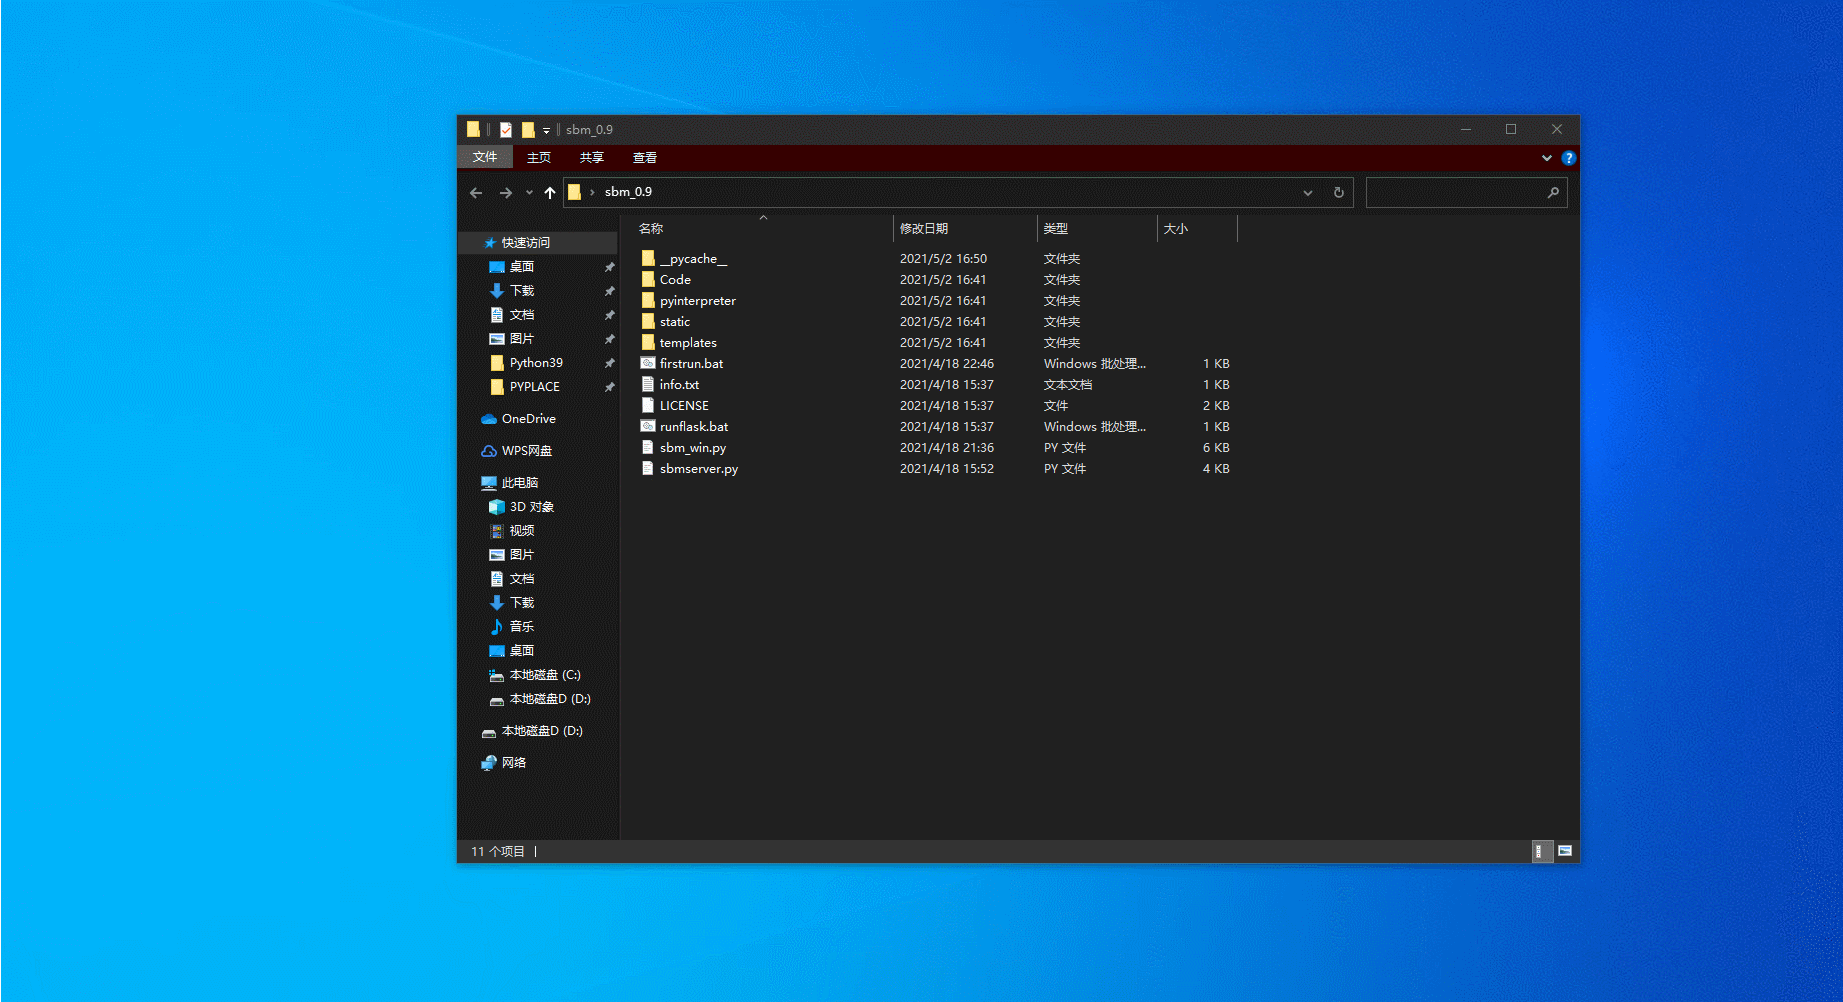 sbm_0.9
文件 主页 共享 查看
sbm_0.9
名称 修改日期 类型 大小
快速访问
桌面
下载
文档
图片
Python39
PYPLACE
OneDrive
WPS网盘
此电脑
3D 对象
视频
图片
文档
下载
音乐
桌面
本地磁盘 (C:)
本地磁盘D (D:)
本地磁盘D (D:)
网络
__pycache__ 2021/5/2 16:50 文件夹
Code 2021/5/2 16:41 文件夹
pyinterpreter 2021/5/2 16:41 文件夹
static 2021/5/2 16:41 文件夹
templates 2021/5/2 16:41 文件夹
firstrun.bat 2021/4/18 22:46 Windows 批处理... 1 KB
info.txt 2021/4/18 15:37 文本文档 1 KB
LICENSE 2021/4/18 15:37 文件 2 KB
runflask.bat 2021/4/18 15:37 Windows 批处理... 1 KB
sbm_win.py 2021/4/18 21:36 PY 文件 6 KB
sbmserver.py 2021/4/18 15:52 PY 文件 4 KB
11 个项目